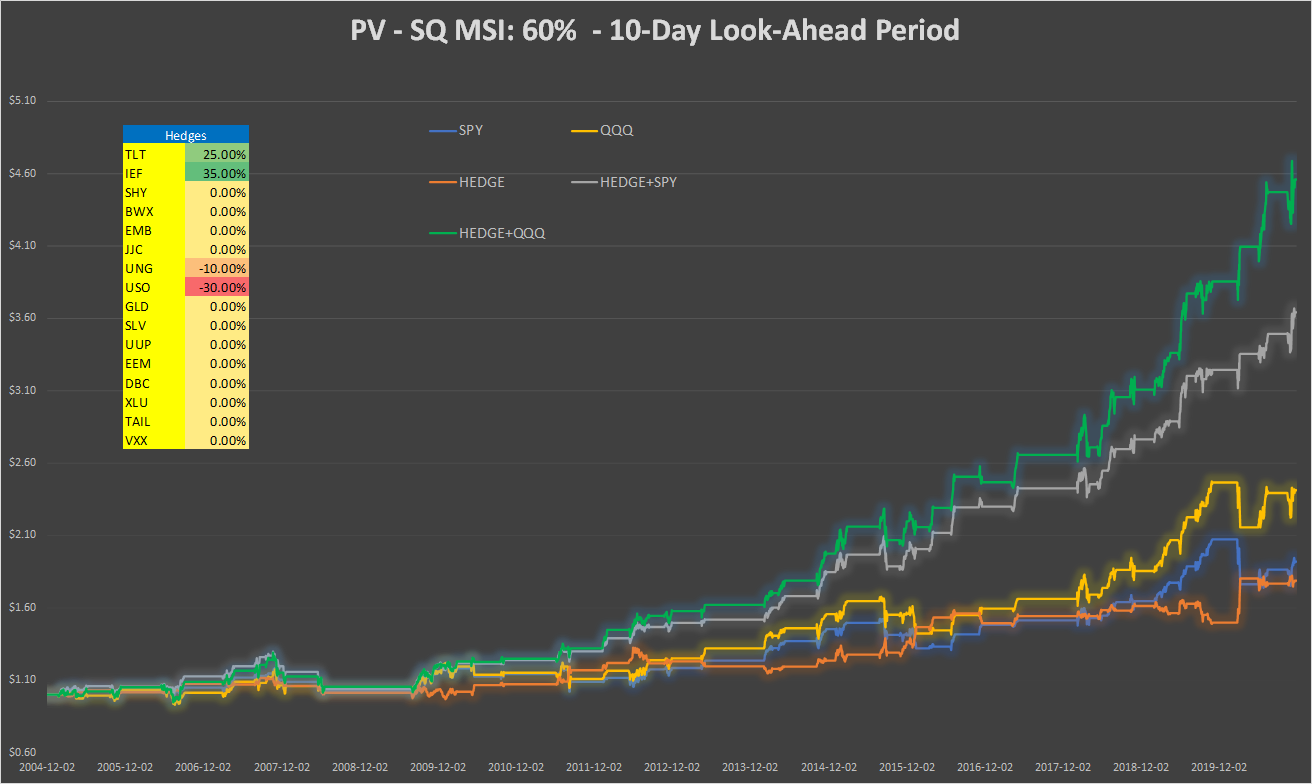 PV - SQ MSI: 60%  - 10-Day Look-Ahead Period
$5.10
Hedges
SPY QQQ
TLT 25.00%
IEF 35.00%
$4.60
HEDGE HEDGE+SPY
SHY 0.00%
BWX 0.00%
EMB 0.00%
HEDGE+QQQ
$4.10
JJC 0.00%
UNG -10.00%
USO -30.00%
GLD 0.00%
$3.60
SLV 0.00%
UUP 0.00%
EEM 0.00%
DBC 0.00%
$3.10
XLU 0.00%
TAIL 0.00%
VXX 0.00%
$2.60
$2.10
$1.60
$1.10
$0.60
2004-12-02 2005-12-02 2006-12-02 2007-12-02 2008-12-02 2009-12-02 2010-12-02 2011-12-02 2012-12-02 2013-12-02 2014-12-02 2015-12-02 2016-12-02 2017-12-02 2018-12-02 2019-12-02